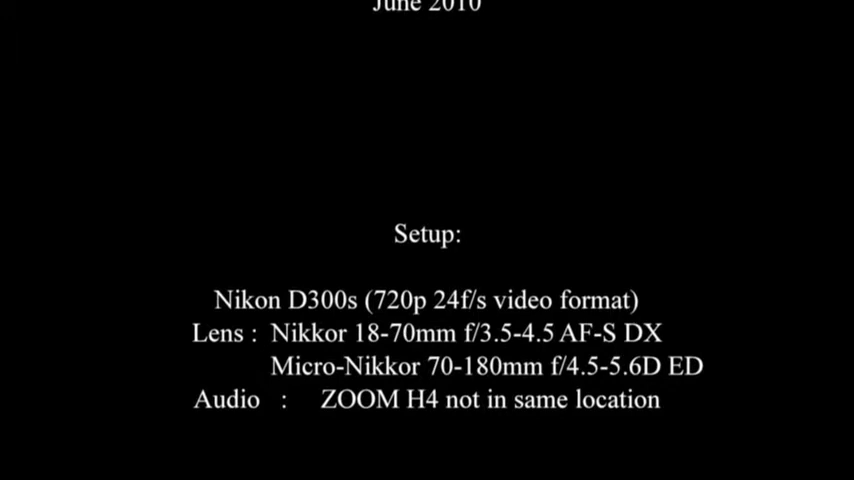 June 2010
Setup:
Nikon D300s (720p 24f/s video format)
Lens : Nikkor 18-70mm f/3.5-4.5 AF-S DX
Micro-Nikkor 70-180mm f/4.5-5.6D ED
Audio : ZOOM H4 not in same location